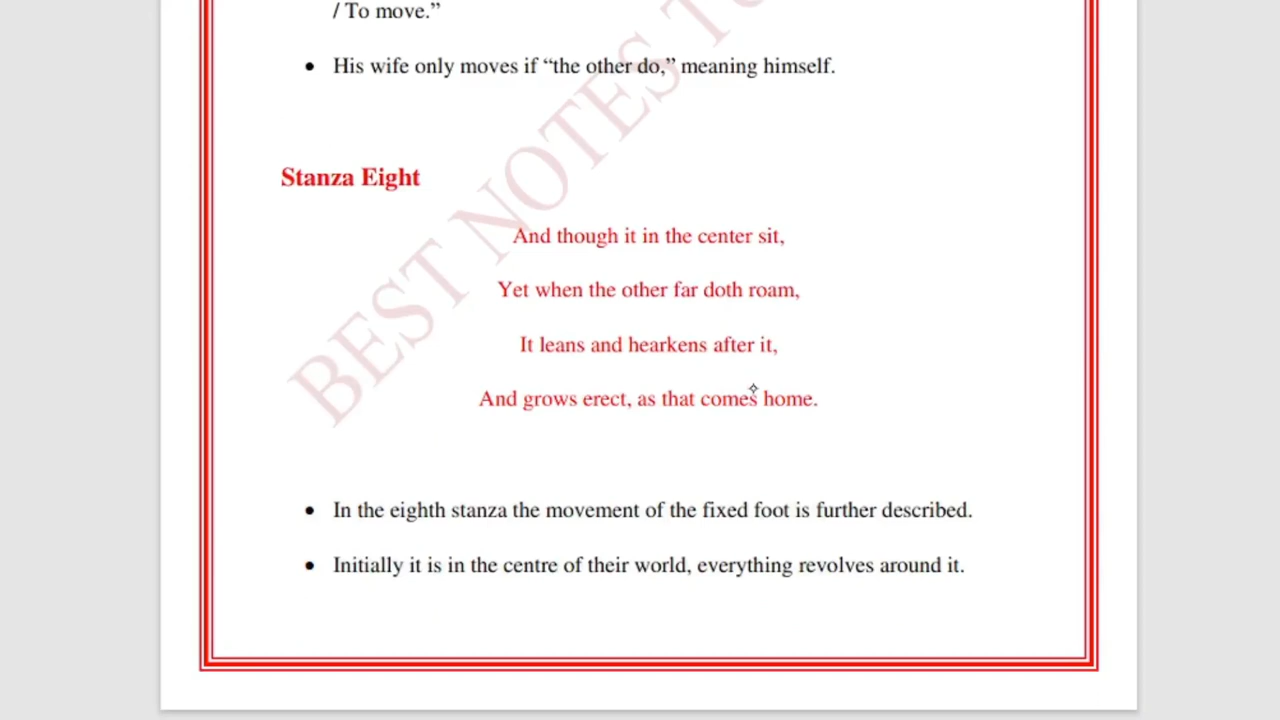 / To move.”
• His wife only moves if “the other do,” meaning himself.
Stanza Eight
And though it in the center sit,
Yet when the other far doth roam,
It leans and hearkens after it,
And grows erect, as that comes home.
• In the eighth stanza the movement of the fixed foot is further described.
• Initially it is in the centre of their world, everything revolves around it.
BEST NOTES